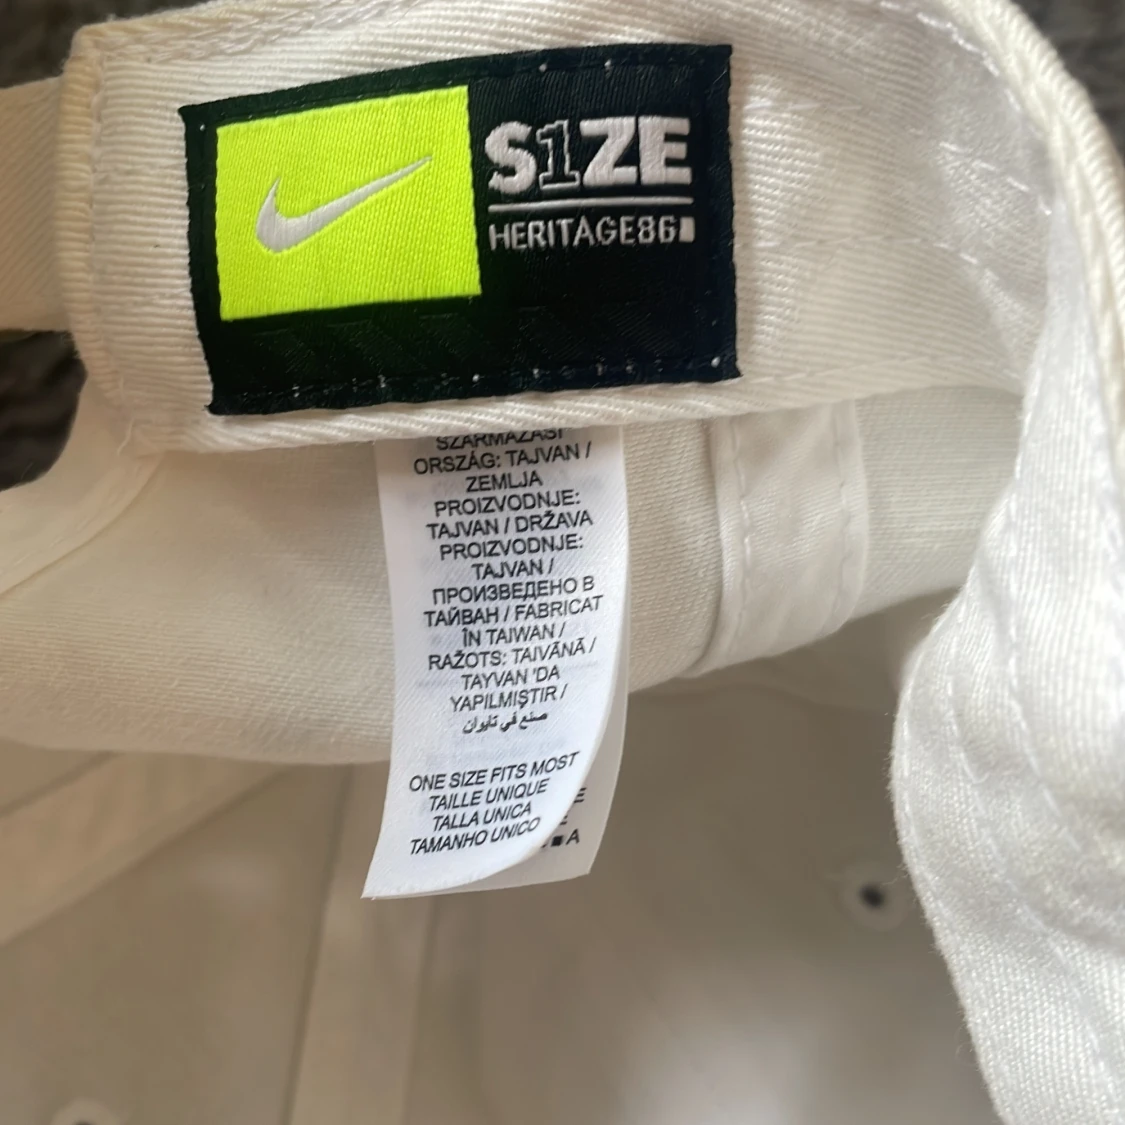 S1ZE
HERITAGE86
SZÁRMAZÁSI
ORSZÁG: TAJVAN /
ZEMLJA
PROIZVODNJE:
TAJVAN / DRŽAVA
PROIZVODNJE:
TAJVAN /
ПРОИЗВЕДЕНО В
ТАЙВАН / FABRICAT
ÎN TAIWAN /
RAŽOTS: TAIVĀNĀ /
TAYVAN 'DA
YAPILMIŞTIR /
صنع في تايوان
ONE SIZE FITS MOST
TAILLE UNIQUE
TALLA UNICA
TAMANHO UNICO